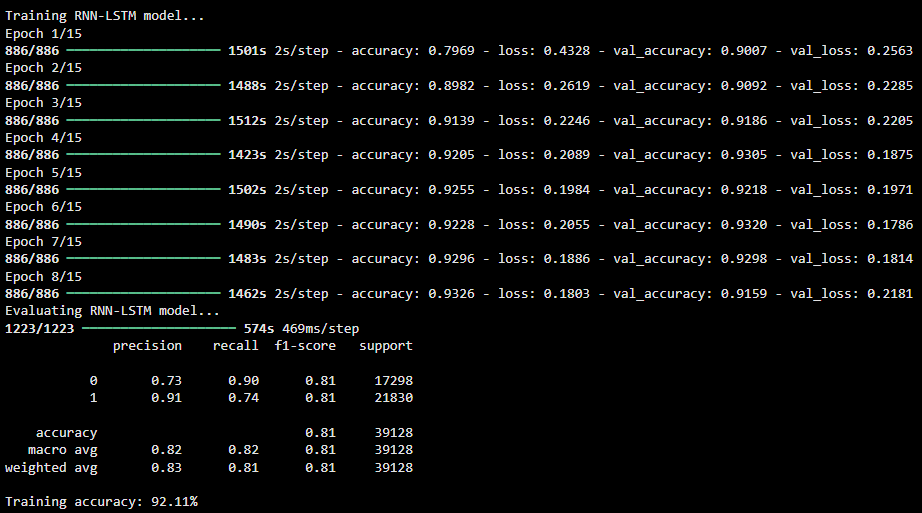 Training RNN-LSTM model...
Epoch 1/15
886/886 ━━━━━━━━━━━━━━━━━━━━ 1501s 2s/step - accuracy: 0.7969 - loss: 0.4328 - val_accuracy: 0.9007 - val_loss: 0.2563
Epoch 2/15
886/886 ━━━━━━━━━━━━━━━━━━━━ 1488s 2s/step - accuracy: 0.8982 - loss: 0.2619 - val_accuracy: 0.9092 - val_loss: 0.2285
Epoch 3/15
886/886 ━━━━━━━━━━━━━━━━━━━━ 1512s 2s/step - accuracy: 0.9139 - loss: 0.2246 - val_accuracy: 0.9186 - val_loss: 0.2205
Epoch 4/15
886/886 ━━━━━━━━━━━━━━━━━━━━ 1423s 2s/step - accuracy: 0.9205 - loss: 0.2089 - val_accuracy: 0.9305 - val_loss: 0.1875
Epoch 5/15
886/886 ━━━━━━━━━━━━━━━━━━━━ 1502s 2s/step - accuracy: 0.9255 - loss: 0.1984 - val_accuracy: 0.9218 - val_loss: 0.1971
Epoch 6/15
886/886 ━━━━━━━━━━━━━━━━━━━━ 1490s 2s/step - accuracy: 0.9228 - loss: 0.2055 - val_accuracy: 0.9320 - val_loss: 0.1786
Epoch 7/15
886/886 ━━━━━━━━━━━━━━━━━━━━ 1483s 2s/step - accuracy: 0.9296 - loss: 0.1886 - val_accuracy: 0.9298 - val_loss: 0.1814
Epoch 8/15
886/886 ━━━━━━━━━━━━━━━━━━━━ 1462s 2s/step - accuracy: 0.9326 - loss: 0.1803 - val_accuracy: 0.9159 - val_loss: 0.2181
Evaluating RNN-LSTM model...
1223/1223 ━━━━━━━━━━━━━━━━━━━━ 574s 469ms/step
precision recall f1-score support
0 0.73 0.90 0.81 17298
1 0.91 0.74 0.81 21830
accuracy 0.81 39128
macro avg 0.82 0.82 0.81 39128
weighted avg 0.83 0.81 0.81 39128
Training accuracy: 92.11%